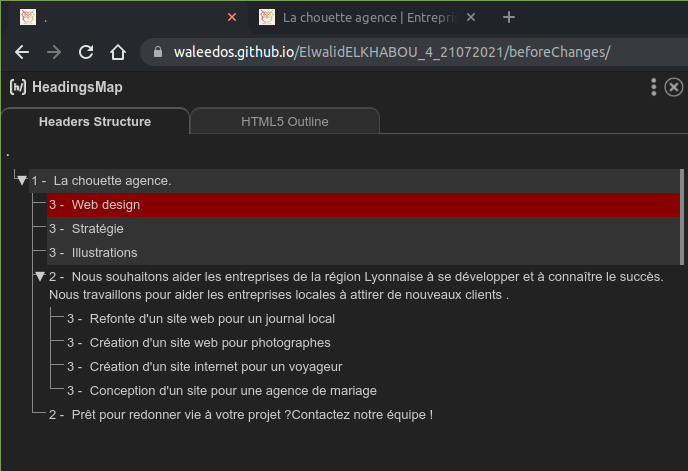 .
La chouette agence | Entrepri
waleedos.github.io/ElwalidELKHABOU_4_21072021/beforeChanges/
HeadingsMap
Headers Structure
HTML5 Outline
.
1 - La chouette agence.
3 - Web design
3 - Stratégie
3 - Illustrations
2 - Nous souhaitons aider les entreprises de la région Lyonnaise à se développer et à connaître le succès.
Nous travaillons pour aider les entreprises locales à attirer de nouveaux clients .
3 - Refonte d'un site web pour un journal local
3 - Création d'un site web pour photographes
3 - Création d'un site internet pour un voyageur
3 - Conception d'un site pour une agence de mariage
2 - Prêt pour redonner vie à votre projet ?Contactez notre équipe !